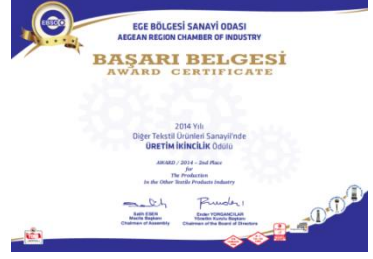 EBSO
EGE BÖLGESİ SANAYİ ODASI
AEGEAN REGION CHAMBER OF INDUSTRY
BAŞARI BELGESİ
AWARD CERTIFICATE
2014 Yılı
Diğer Tekstil Ürünleri Sanayii'nde
ÜRETİM İKİNCİLİK Ödülü
AWARD / 2014 - 2nd Place
for
The Production
In the Other Textile Products Industry
Salih ESEN
Meclis Başkanı
Chairman of Assembly
Ender YORGANCILAR
Yönetim Kurulu Başkanı
Chairman of the Board of Directors